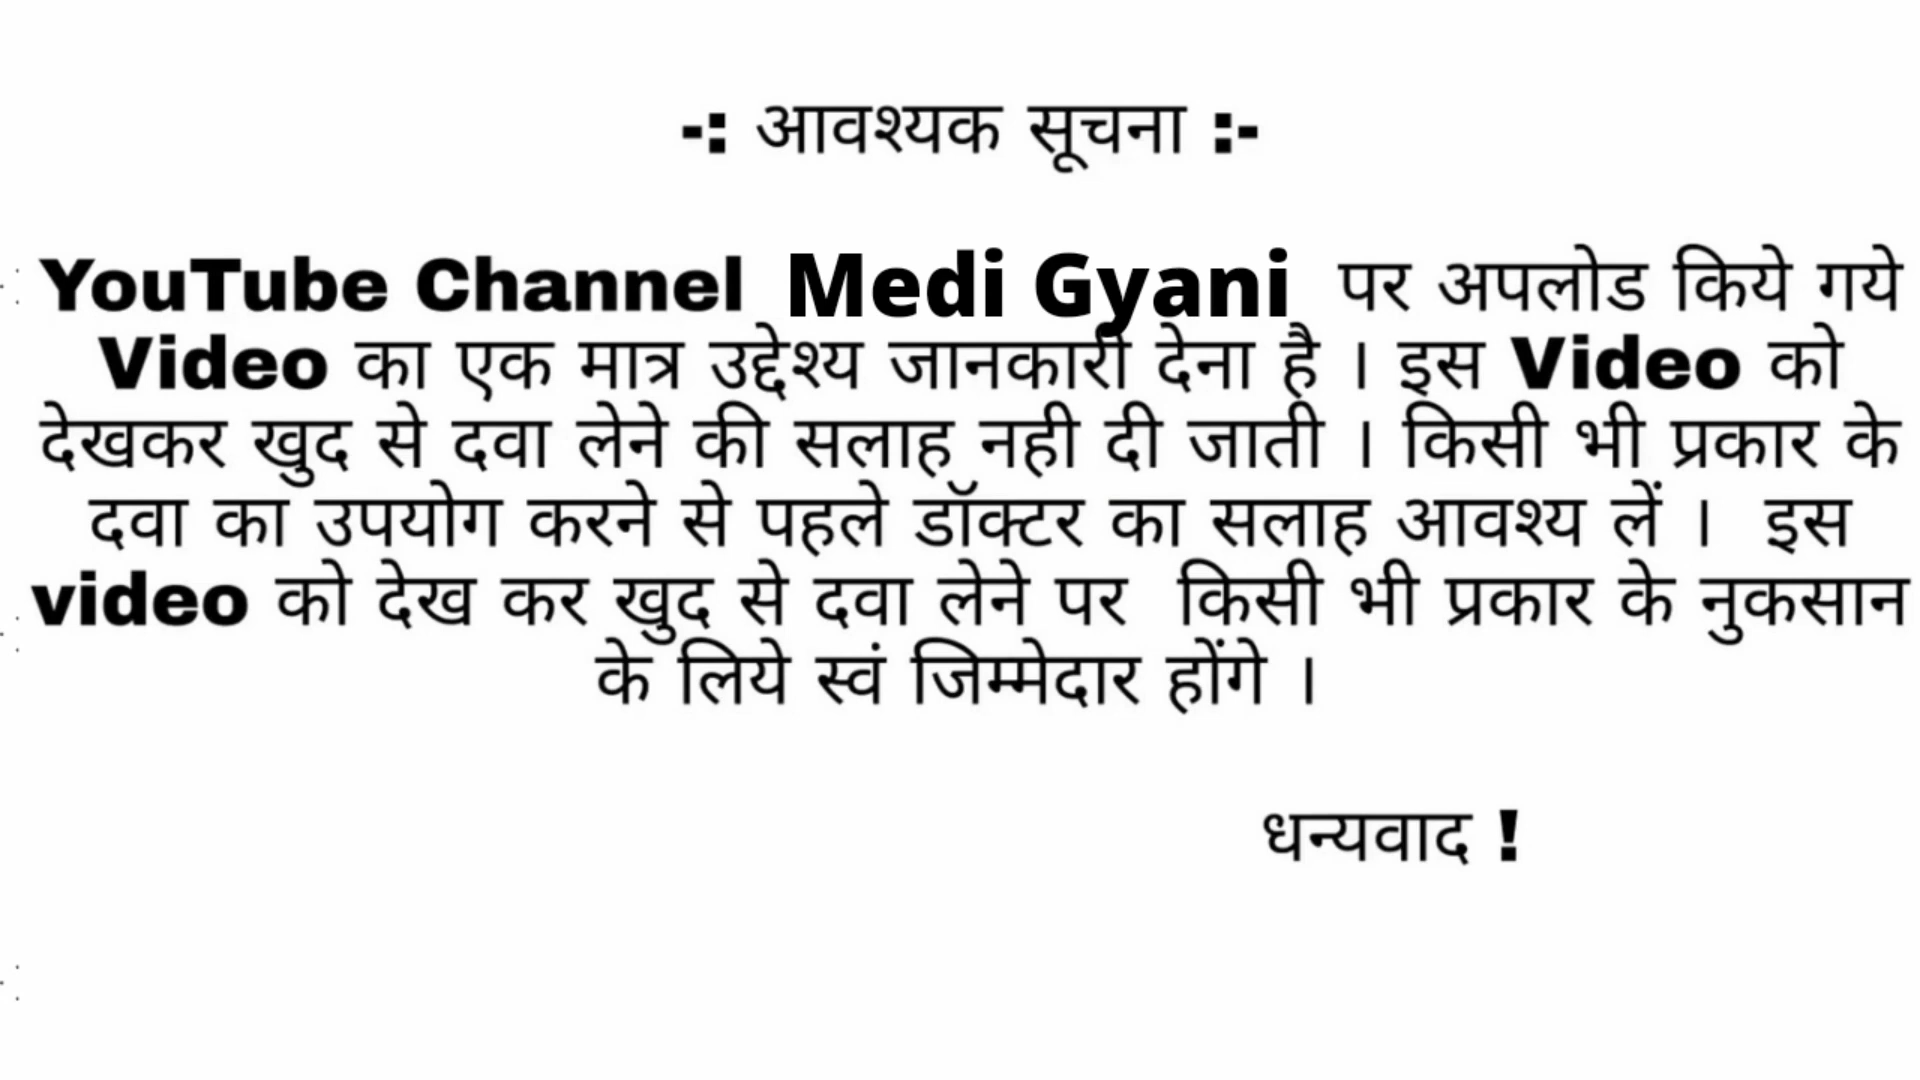 -: आवश्यक सूचना :-
YouTube Channel Medi Gyani पर अपलोड किये गये
Video का एक मात्र उद्देश्य जानकारी देना है । इस Video को
देखकर खुद से दवा लेने की सलाह नही दी जाती । किसी भी प्रकार के
दवा का उपयोग करने से पहले डॉक्टर का सलाह आवश्य लें । इस
video को देख कर खुद से दवा लेने पर किसी भी प्रकार के नुकसान
के लिये स्वं जिम्मेदार होंगे ।
धन्यवाद !